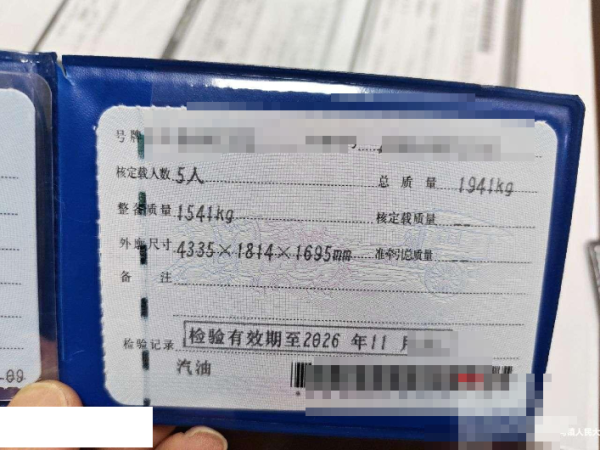 号牌
核定载人数 5人 总质量 1941kg
整备质量 1541kg 核定载质量 --
外廓尺寸 4335×1814×1695mm 准牵引总质量 --
备注
检验记录 检验有效期至2026 年11 月
汽油
-09